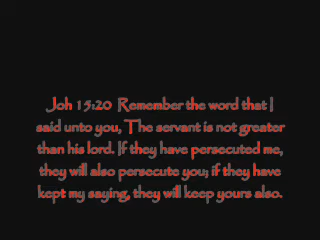 Joh 15:20 Remember the word that I
said unto you, The servant is not greater
than his lord. If they have persecuted me,
they will also persecute you; if they have
kept my saying, they will keep yours also.